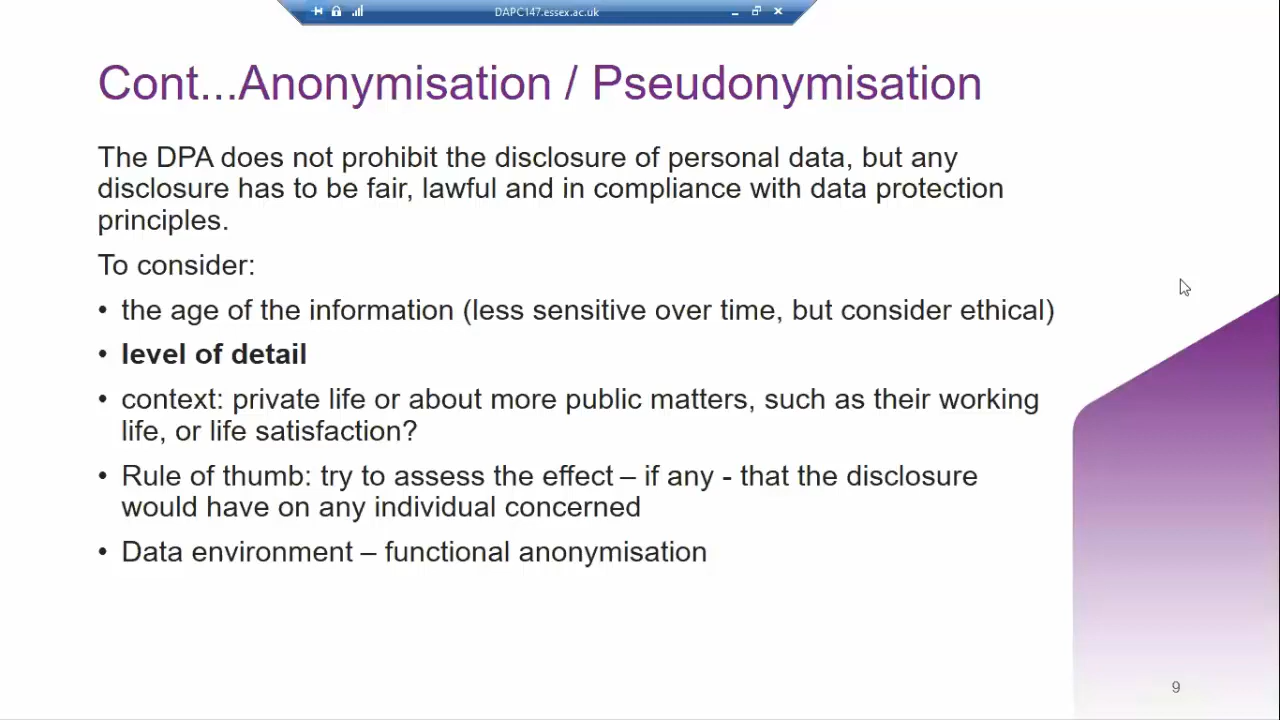 DAPC147.essex.ac.uk
Cont...Anonymisation / Pseudonymisation
The DPA does not prohibit the disclosure of personal data, but any
disclosure has to be fair, lawful and in compliance with data protection
principles.
To consider:
• the age of the information (less sensitive over time, but consider ethical)
• level of detail
• context: private life or about more public matters, such as their working
life, or life satisfaction?
• Rule of thumb: try to assess the effect – if any - that the disclosure
would have on any individual concerned
• Data environment – functional anonymisation
9